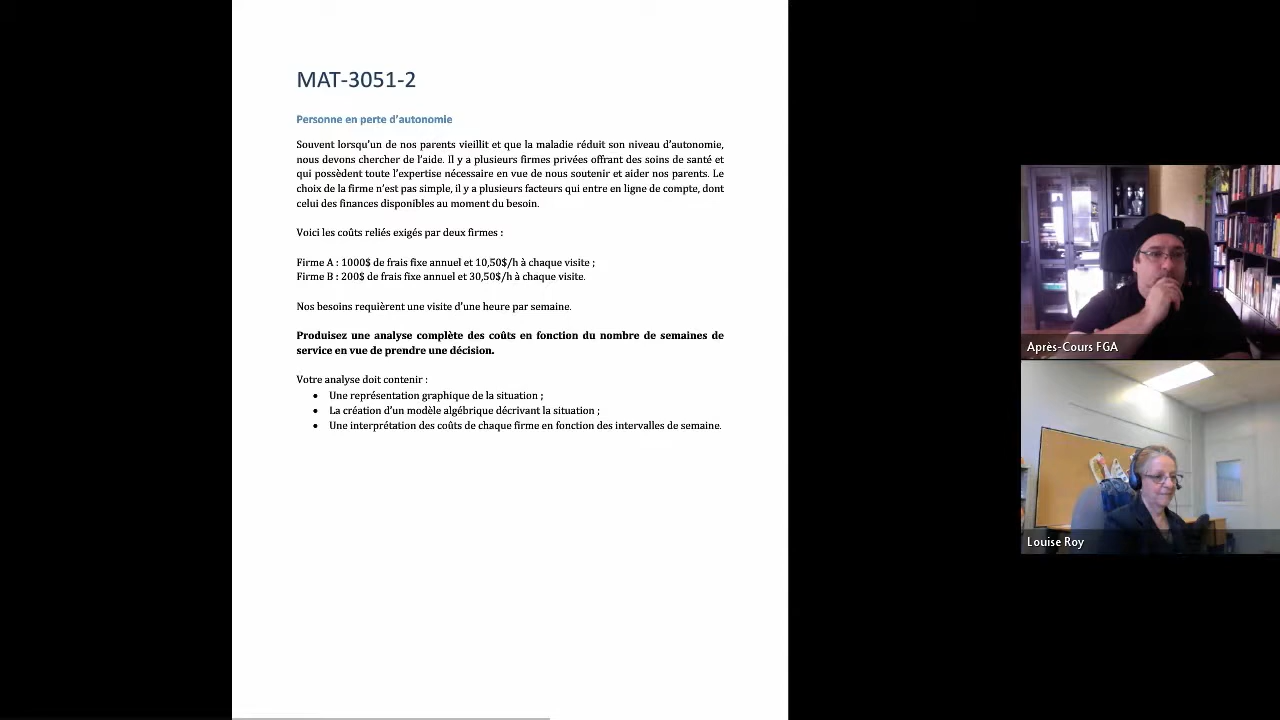 MAT-3051-2
Personne en perte d'autonomie
Souvent lorsqu'un de nos parents vieillit et que la maladie réduit son niveau d'autonomie,
nous devons chercher de l'aide. Il y a plusieurs firmes privées offrant des soins de santé et
qui possèdent toute l'expertise nécessaire en vue de nous soutenir et aider nos parents. Le
choix de la firme n'est pas simple, il y a plusieurs facteurs qui entre en ligne de compte, dont
celui des finances disponibles au moment du besoin.
Voici les coûts reliés exigés par deux firmes :
Firme A : 1000$ de frais fixe annuel et 10,50$/h à chaque visite ;
Firme B : 200$ de frais fixe annuel et 30,50$/h à chaque visite.
Nos besoins requièrent une visite d'une heure par semaine.
Produisez une analyse complète des coûts en fonction du nombre de semaines de
service en vue de prendre une décision.
Votre analyse doit contenir :
• Une représentation graphique de la situation ;
• La création d'un modèle algébrique décrivant la situation ;
• Une interprétation des coûts de chaque firme en fonction des intervalles de semaine.
Après-Cours FGA
Louise Roy